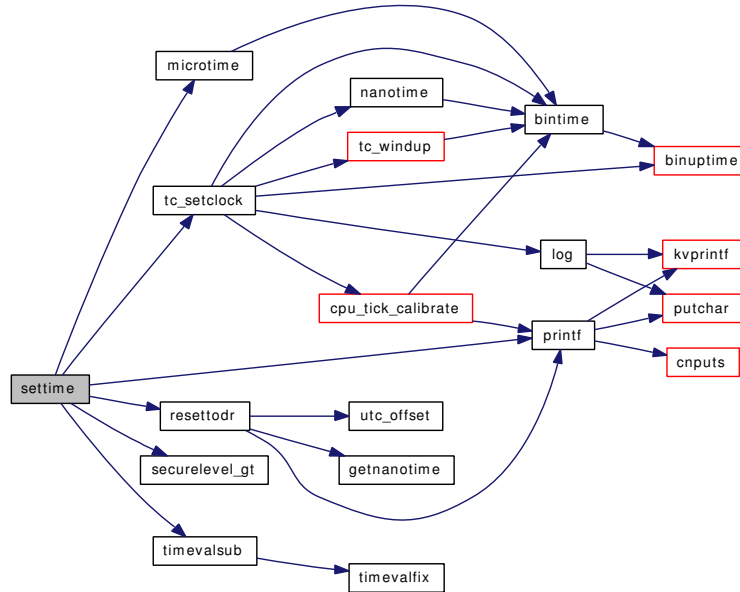 microtime
nanotime
bintime
tc_windup
binuptime
tc_setclock
log
kvprintf
cpu_tick_calibrate
putchar
printf
cnputs
settime
resettodr
utc_offset
securelevel_gt
getnanotime
timevalsub
timevalfix